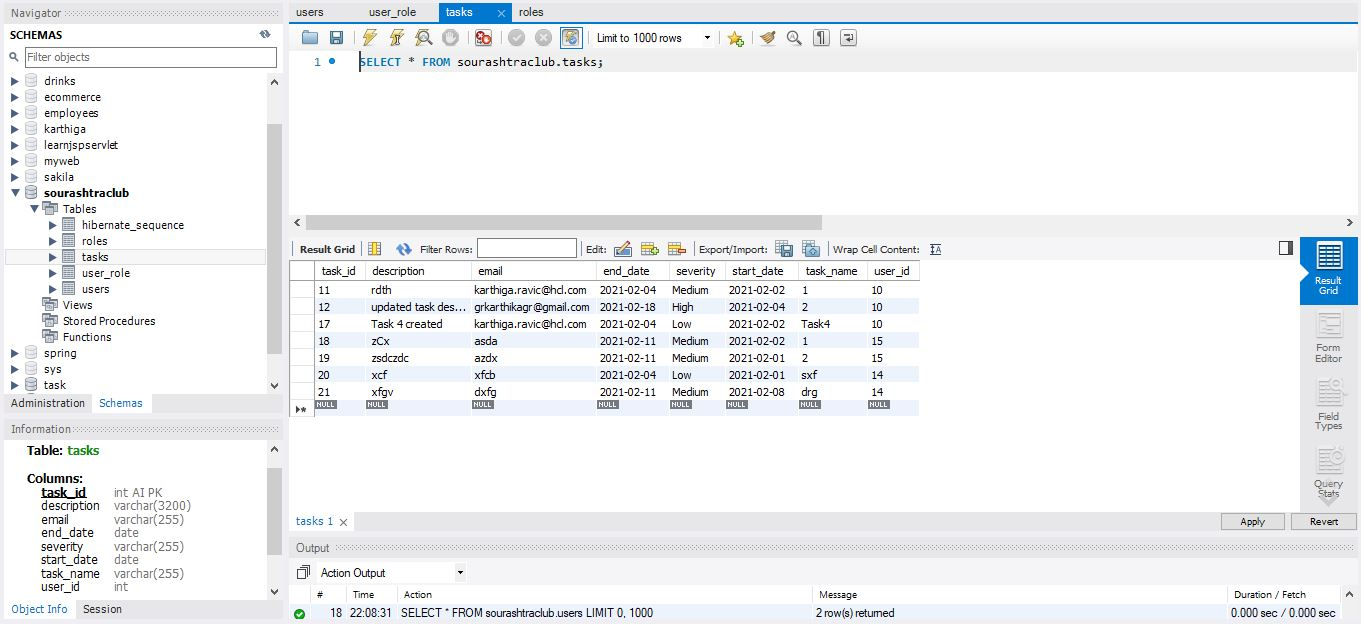 Navigator
SCHEMAS
Filter objects
drinks
ecommerce
employees
karthiga
learnjspservlet
myweb
sakila
sourashtraclub
Tables
hibernate_sequence
roles
tasks
user_role
users
Views
Stored Procedures
Functions
spring
sys
task
Administration Schemas
Information
Table: tasks
Columns:
task_id int AI PK
description varchar(3200)
email varchar(255)
end_date date
severity varchar(255)
start_date date
task_name varchar(255)
user_id int
Object Info Session
users user_role tasks roles
Limit to 1000 rows
1 SELECT * FROM sourashtraclub.tasks;
Result Grid Filter Rows: Edit: Export/Import: Wrap Cell Content:
task_id description email end_date severity start_date task_name user_id
11 rdth karthiga.ravic@hcl.com 2021-02-04 Medium 2021-02-02 1 10
12 updated task des... grkarthikagr@gmail.com 2021-02-18 High 2021-02-04 2 10
17 Task 4 created karthiga.ravic@hcl.com 2021-02-04 Low 2021-02-02 Task4 10
18 zCx asda 2021-02-11 Medium 2021-02-02 1 15
19 zsdczdc azdx 2021-02-11 Medium 2021-02-01 2 15
20 xcf xfcb 2021-02-04 Low 2021-02-01 sxf 14
21 xfgv dxfg 2021-02-11 Medium 2021-02-08 drg 14
NULL NULL NULL NULL NULL NULL NULL NULL
Result
Grid
Form
Editor
Field
Types
Query
Stats
tasks 1 Apply Revert
Output
Action Output
# Time Action Message Duration / Fetch
18 22:08:31 SELECT * FROM sourashtraclub.users LIMIT 0, 1000 2 row(s) returned 0.000 sec / 0.000 sec